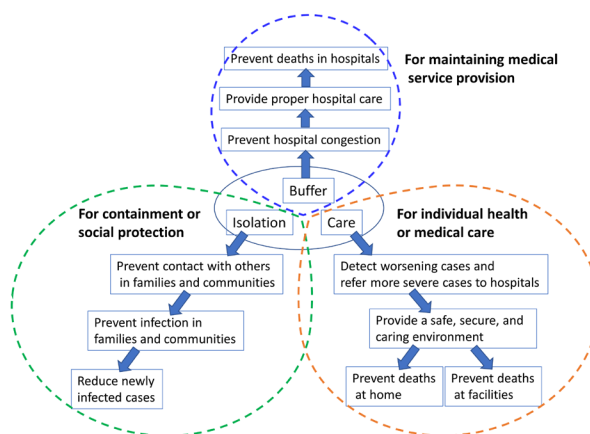 Prevent deaths in hospitals
For maintaining medical
service provision
Provide proper hospital care
Prevent hospital congestion
Buffer
For containment or
social protection
Isolation
Care
For individual health
or medical care
Prevent contact with others
in families and communities
Detect worsening cases and
refer more severe cases to hospitals
Prevent infection in
families and communities
Provide a safe, secure, and
caring environment
Reduce newly
infected cases
Prevent deaths
at home
Prevent deaths
at facilities